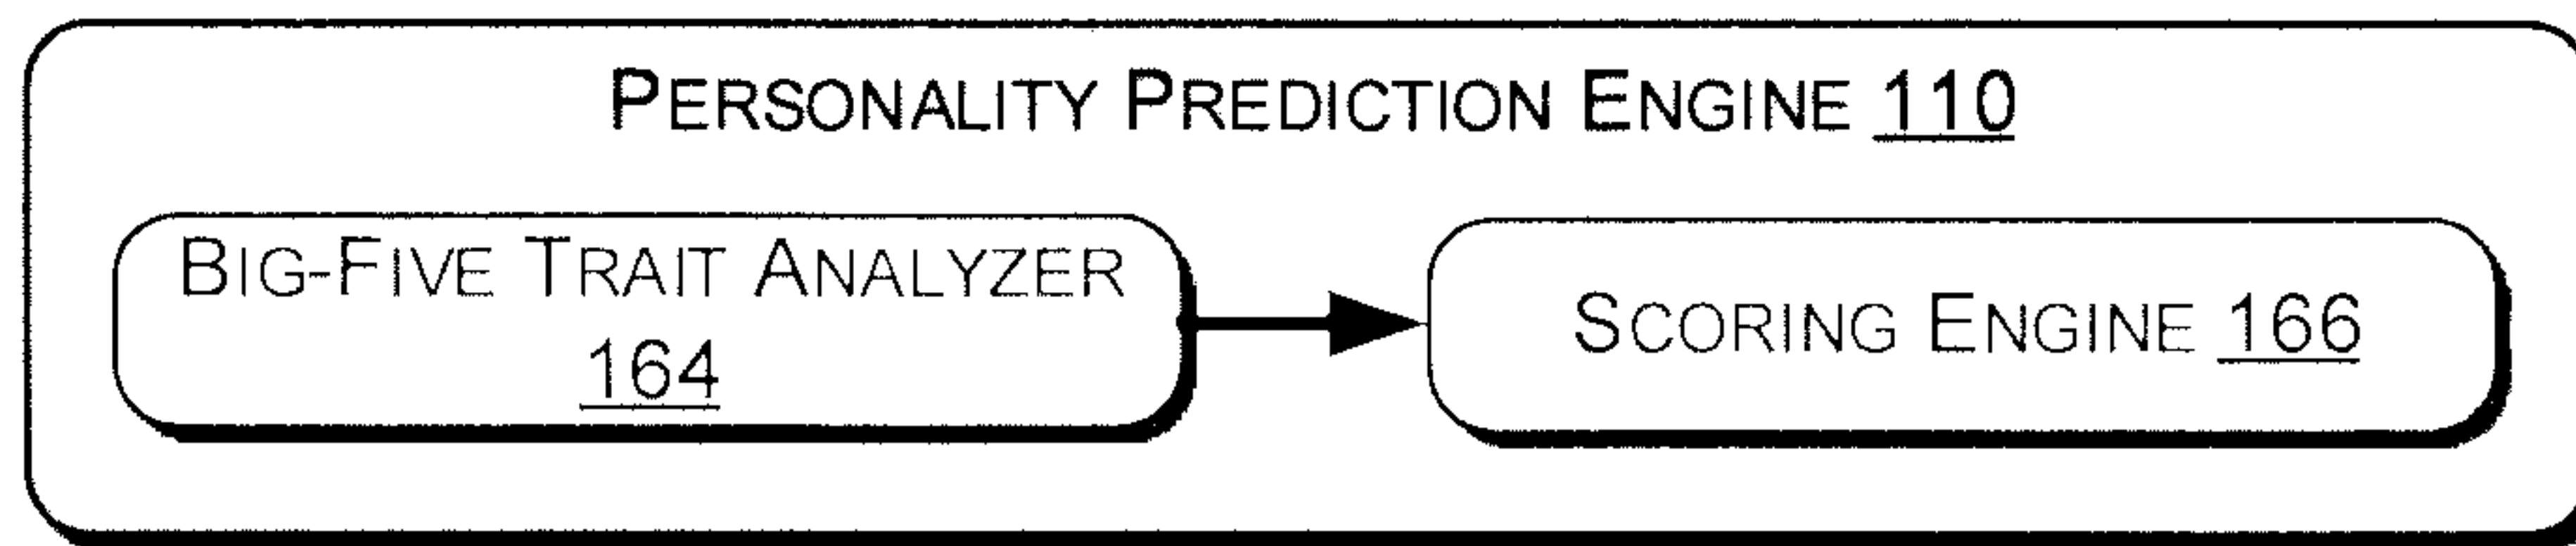 PERSONALITY PREDICTION ENGINE 110
BIG-FIVE TRAIT ANALYZER
164
SCORING ENGINE 166